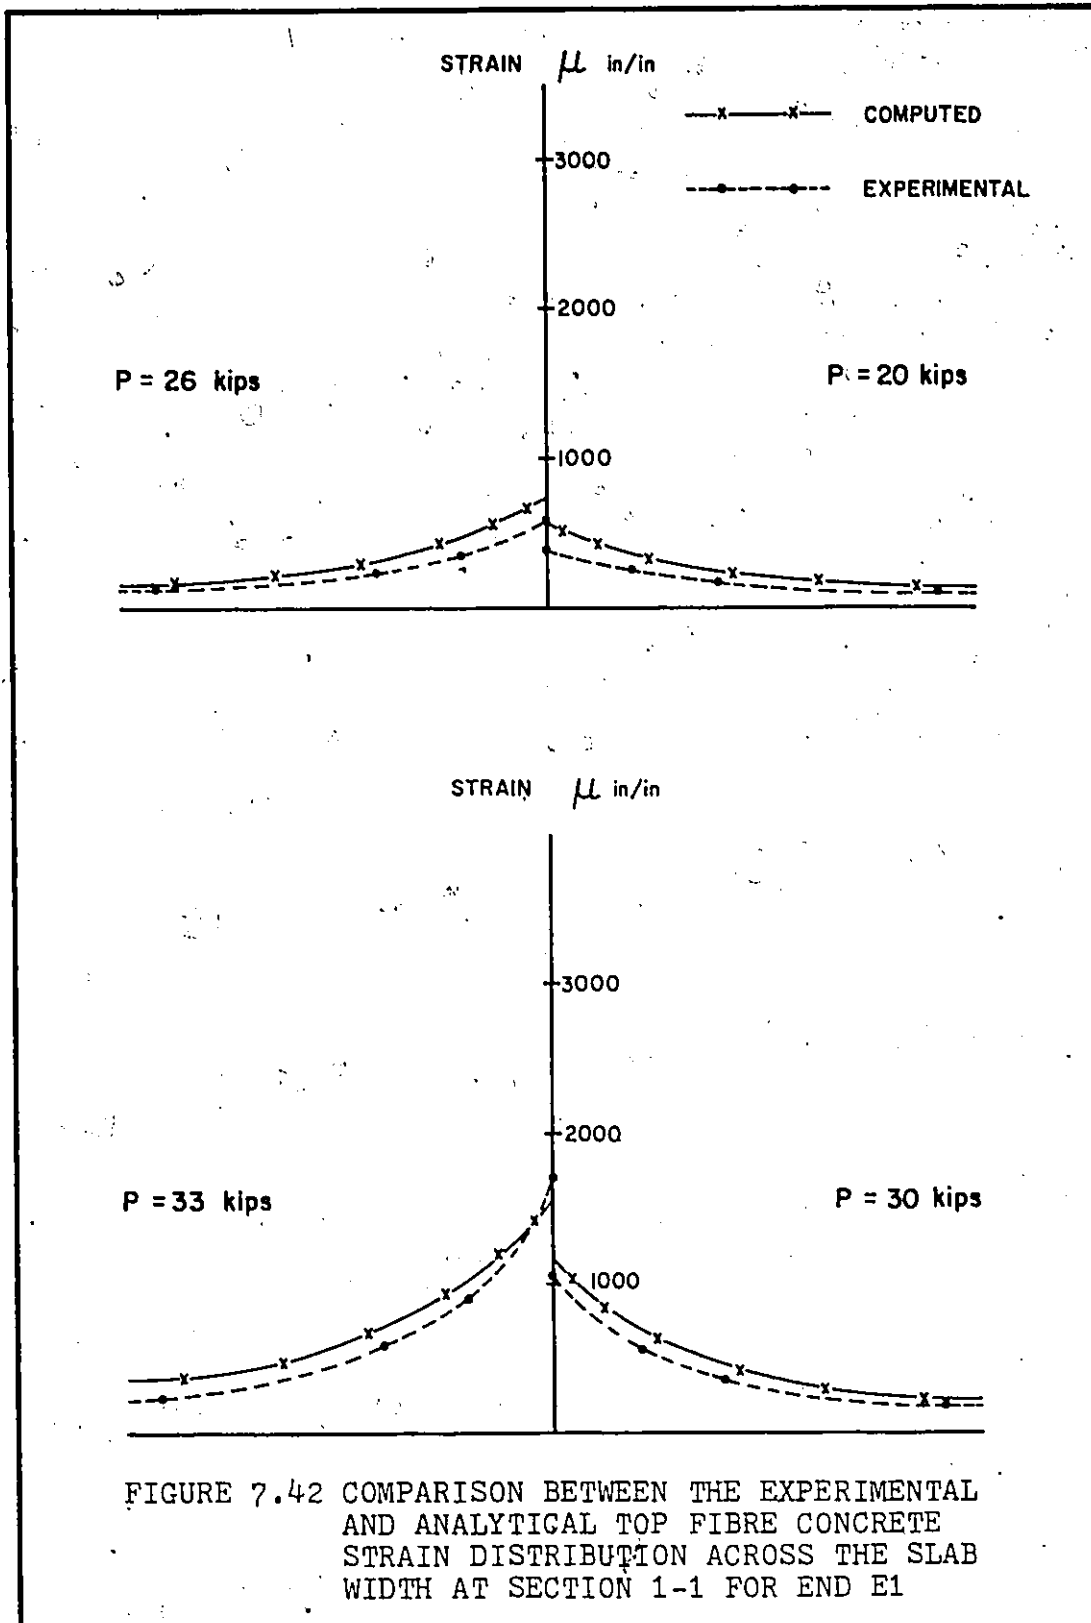 STRAIN μ in/in
COMPUTED
EXPERIMENTAL
3000
2000
1000
P = 26 kips
P = 20 kips
STRAIN μ in/in
3000
2000
1000
P = 33 kips
P = 30 kips
FIGURE 7.42 COMPARISON BETWEEN THE EXPERIMENTAL
AND ANALYTICAL TOP FIBRE CONCRETE
STRAIN DISTRIBUTION ACROSS THE SLAB
WIDTH AT SECTION 1-1 FOR END E1